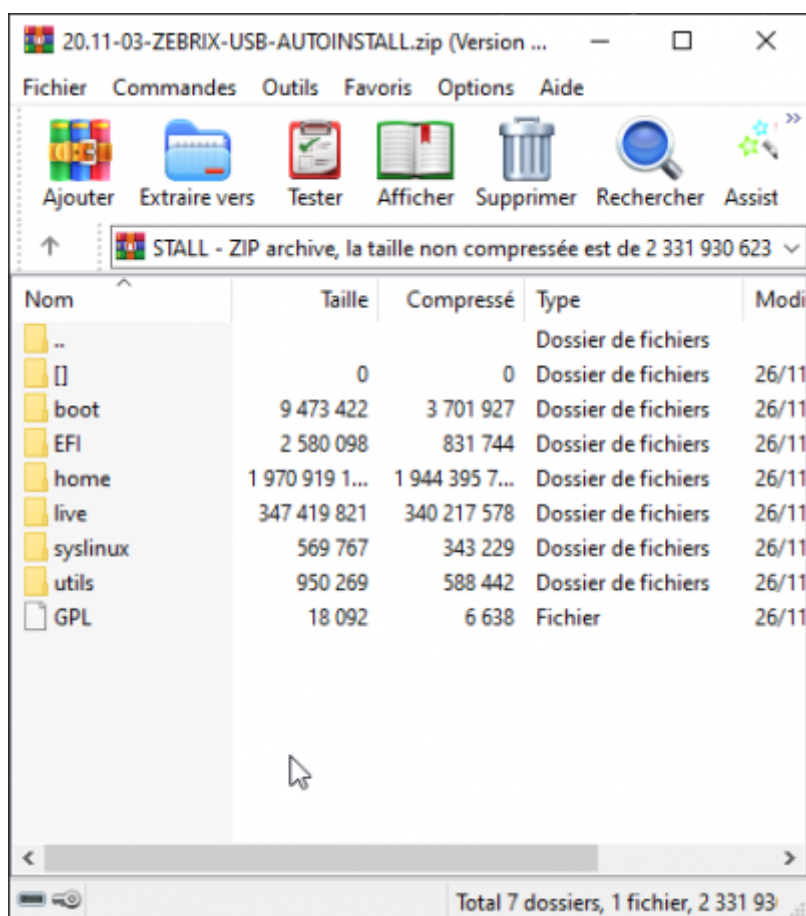 20.11-03-ZEBRIX-USB-AUTOINSTALL.zip (Version ...
Fichier Commandes Outils Favoris Options Aide
Ajouter Extraire vers Tester Afficher Supprimer Rechercher Assist
STALL - ZIP archive, la taille non compressée est de 2 331 930 623
Nom Taille Compressé Type Modi
.. Dossier de fichiers
[] 0 0 Dossier de fichiers 26/11
boot 9 473 422 3 701 927 Dossier de fichiers 26/11
EFI 2 580 098 831 744 Dossier de fichiers 26/11
home 1 970 919 1... 1 944 395 7... Dossier de fichiers 26/11
live 347 419 821 340 217 578 Dossier de fichiers 26/11
syslinux 569 767 343 229 Dossier de fichiers 26/11
utils 950 269 588 442 Dossier de fichiers 26/11
GPL 18 092 6 638 Fichier 26/11
Total 7 dossiers, 1 fichier, 2 331 93